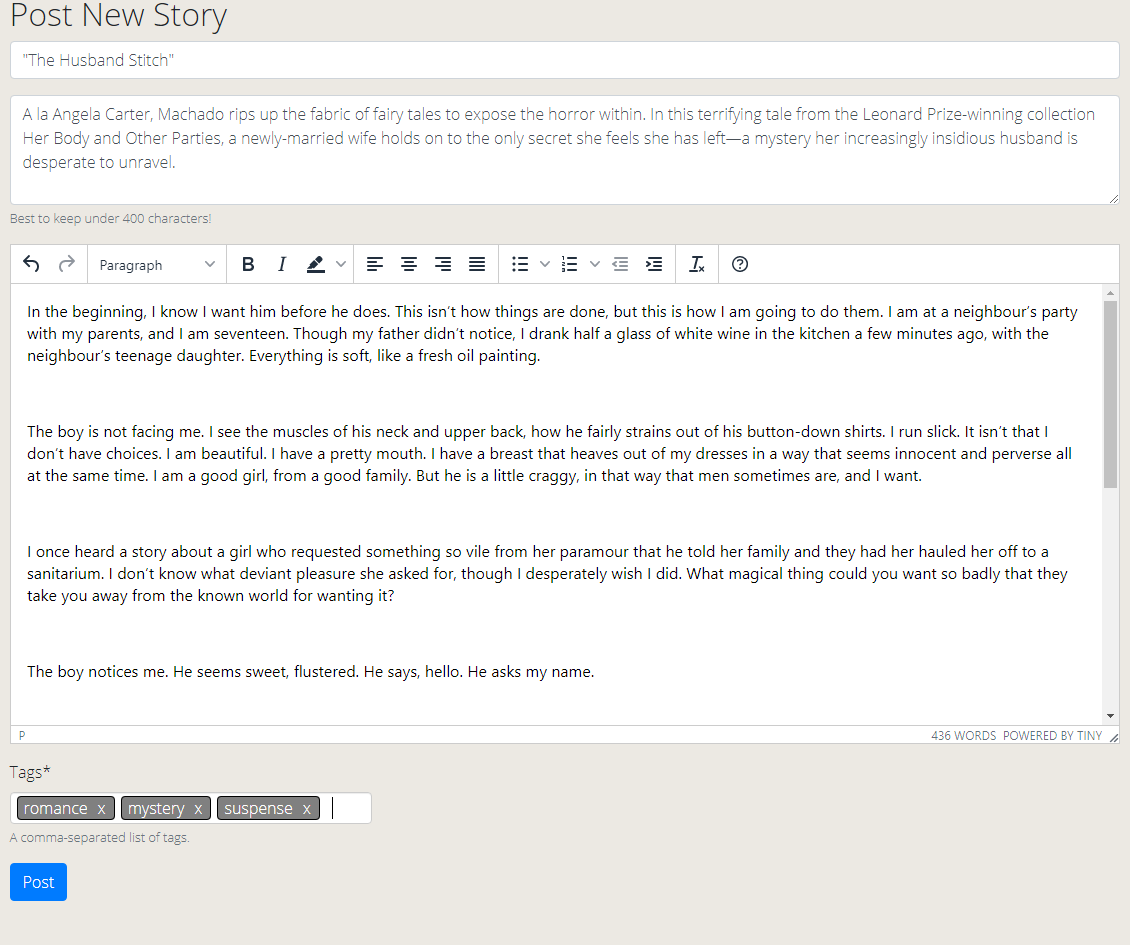 Post New Story
"The Husband Stitch"
A la Angela Carter, Machado rips up the fabric of fairy tales to expose the horror within. In this terrifying tale from the Leonard Prize-winning collection
Her Body and Other Parties, a newly-married wife holds on to the only secret she feels she has left—a mystery her increasingly insidious husband is
desperate to unravel.
Best to keep under 400 characters!
Paragraph B I
In the beginning, I know I want him before he does. This isn't how things are done, but this is how I am going to do them. I am at a neighbour's party
with my parents, and I am seventeen. Though my father didn't notice, I drank half a glass of white wine in the kitchen a few minutes ago, with the
neighbour's teenage daughter. Everything is soft, like a fresh oil painting.
The boy is not facing me. I see the muscles of his neck and upper back, how he fairly strains out of his button-down shirts. I run slick. It isn't that I
don't have choices. I am beautiful. I have a pretty mouth. I have a breast that heaves out of my dresses in a way that seems innocent and perverse all
at the same time. I am a good girl, from a good family. But he is a little craggy, in that way that men sometimes are, and I want.
I once heard a story about a girl who requested something so vile from her paramour that he told her family and they had her hauled her off to a
sanitarium. I don't know what deviant pleasure she asked for, though I desperately wish I did. What magical thing could you want so badly that they
take you away from the known world for wanting it?
The boy notices me. He seems sweet, flustered. He says, hello. He asks my name.
P 436 WORDS POWERED BY TINY
Tags*
romance x mystery x suspense x
A comma-separated list of tags.
Post